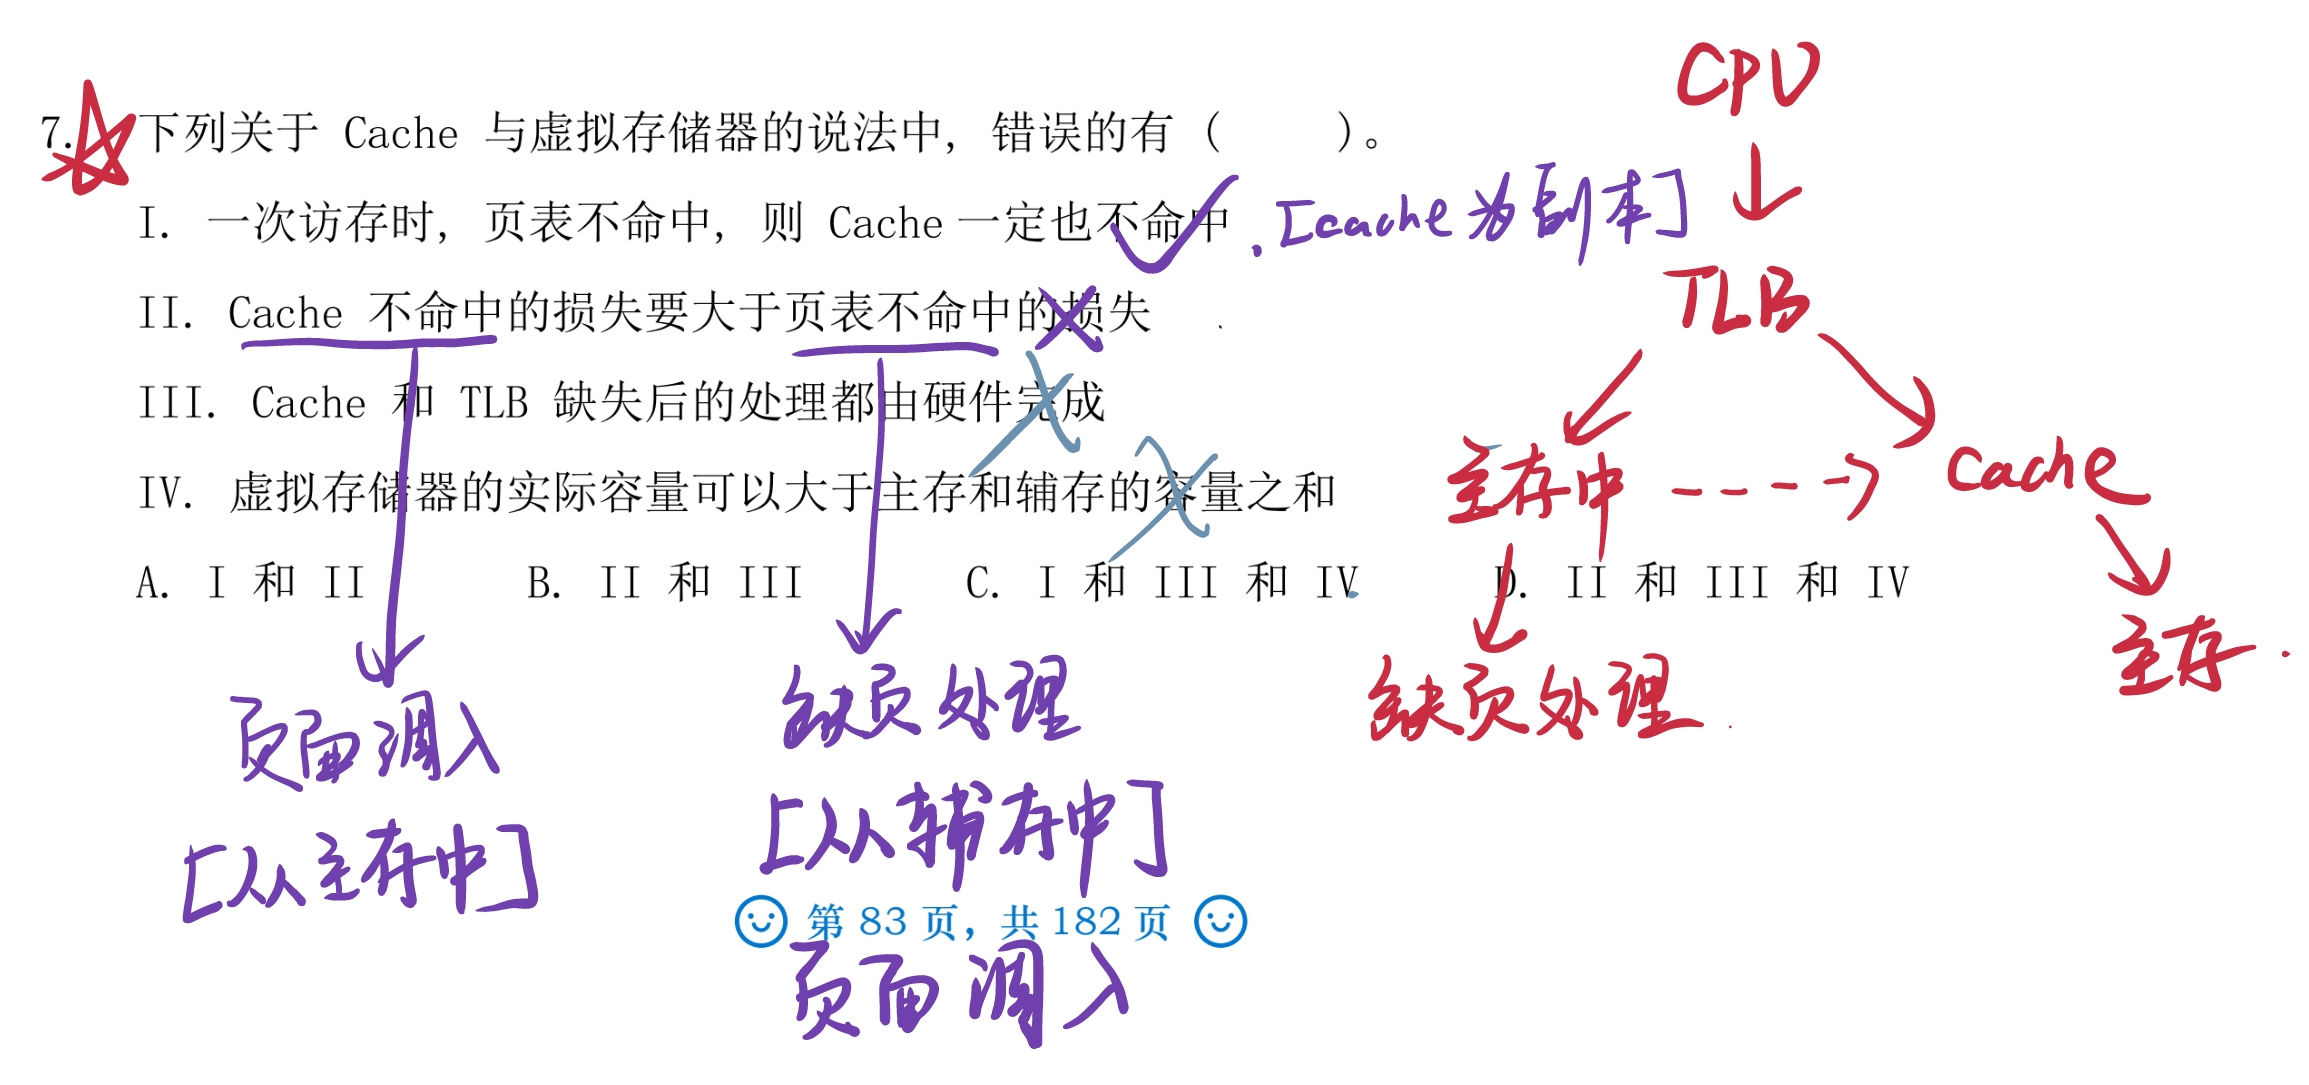 CPU
7. 下列关于 Cache 与虚拟存储器的说法中, 错误的有 (    )。
I. 一次访存时, 页表不命中, 则 Cache 一定也不命中 . [cache为副本]
TLB
II. Cache 不命中的损失要大于页表不命中的损失
III. Cache 和 TLB 缺失后的处理都由硬件完成
主存中 Cache
IV. 虚拟存储器的实际容量可以大于主存和辅存的容量之和
A. I 和 II B. II 和 III C. I 和 III 和 IV D. II 和 III 和 IV
主存.
页面调入 缺页处理 缺页处理.
[从主存中] [从辅存中]
第 83 页, 共 182 页
页面调入